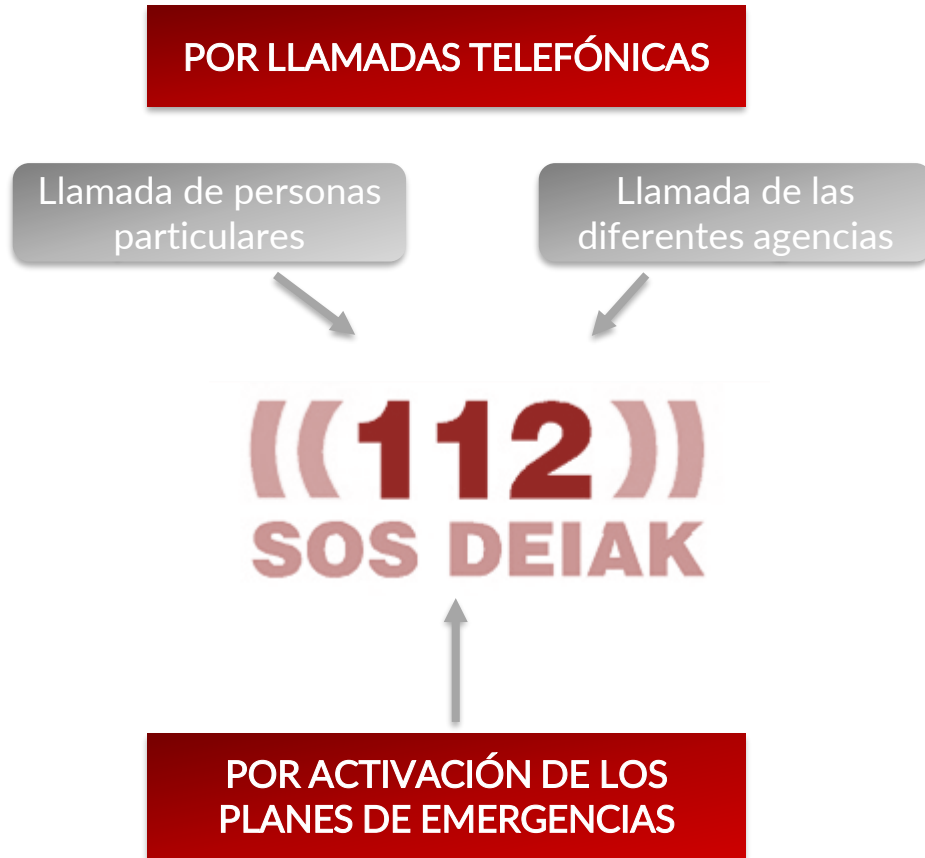 POR LLAMADAS TELEFÓNICAS
Llamada de personas
particulares
Llamada de las
diferentes agencias
((112))
SOS DEIAK
POR ACTIVACIÓN DE LOS
PLANES DE EMERGENCIAS